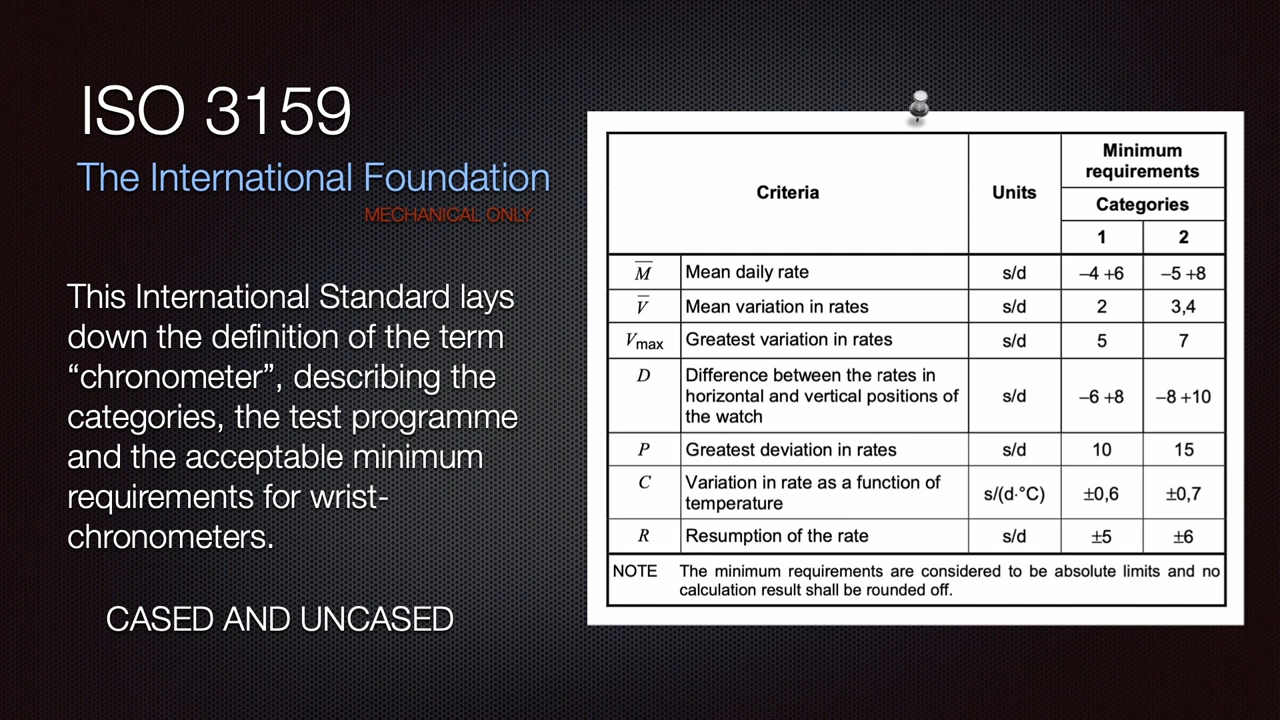 ISO 3159
The International Foundation
MECHANICAL ONLY
This International Standard lays
down the definition of the term
“chronometer”, describing the
categories, the test programme
and the acceptable minimum
requirements for wrist-
chronometers.
CASED AND UNCASED
Criteria
Units
Minimum
requirements
Categories
1 2
M Mean daily rate s/d –4 +6 –5 +8
V Mean variation in rates s/d 2 3,4
Vmax Greatest variation in rates s/d 5 7
D Difference between the rates in
horizontal and vertical positions of
the watch
s/d –6 +8 –8 +10
P Greatest deviation in rates s/d 10 15
C Variation in rate as a function of
temperature
s/(d·°C) ±0,6 ±0,7
R Resumption of the rate s/d ±5 ±6
NOTE The minimum requirements are considered to be absolute limits and no
calculation result shall be rounded off.